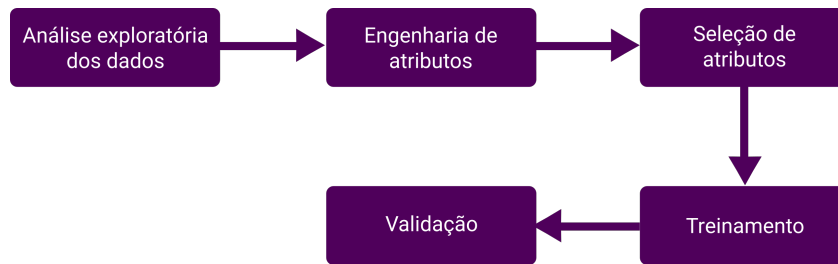 Análise exploratória
dos dados
Engenharia de
atributos
Seleção de
atributos
Treinamento
Validação